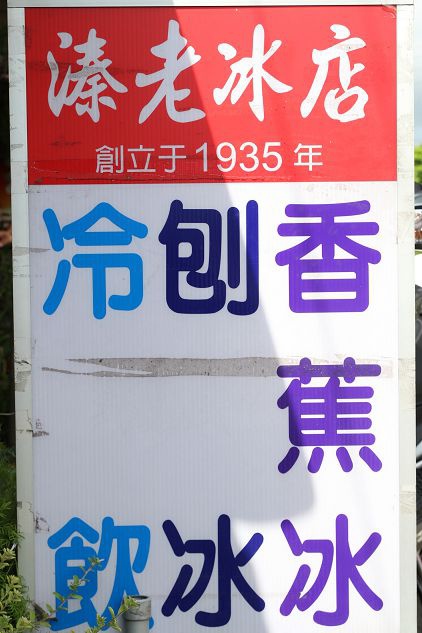 溱老冰店
創立于1935年
香蕉冰
刨冰
冷飲